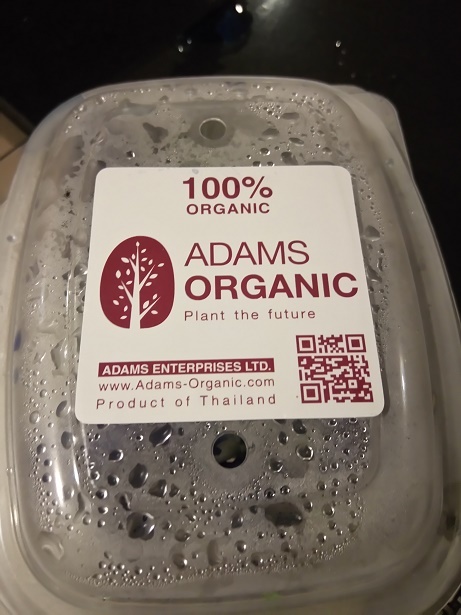 100%
ORGANIC
ADAMS
ORGANIC
Plant the future
ADAMS ENTERPRISES LTD.
www.Adams-Organic.com
Product of Thailand